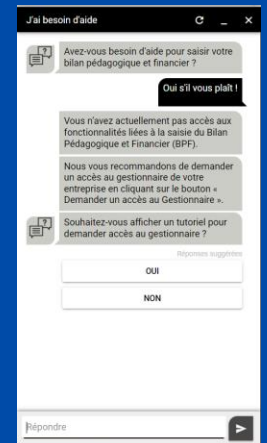 J'ai besoin d'aide
Avez-vous besoin d'aide pour saisir votre
bilan pédagogique et financier ?
Oui s'il vous plaît !
Vous n'avez actuellement pas accès aux
fonctionnalités liées à la saisie du Bilan
Pédagogique et Financier (BPF).
Nous vous recommandons de demander
un accès au gestionnaire de votre
entreprise en cliquant sur le bouton «
Demander un accès au Gestionnaire ».
Souhaitez-vous afficher un tutoriel pour
demander accès au gestionnaire ?
Réponses suggérées
OUI
NON
Répondre